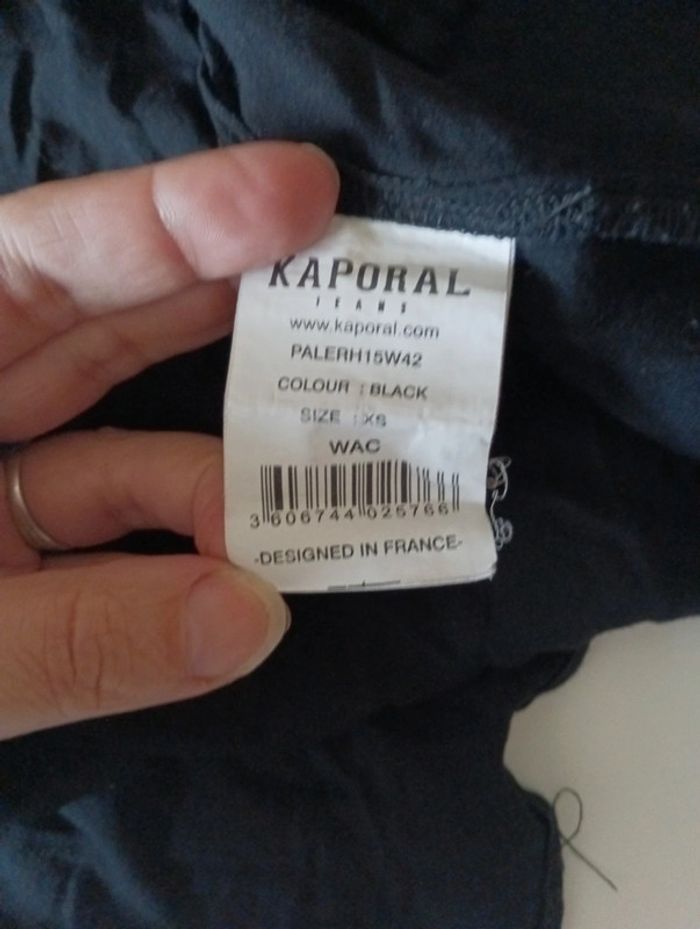 KAPORAL
JEANS
www.kaporal.com
PALERH15W42
COLOUR : BLACK
SIZE : XS
WAC
3 606744 025766
-DESIGNED IN FRANCE-